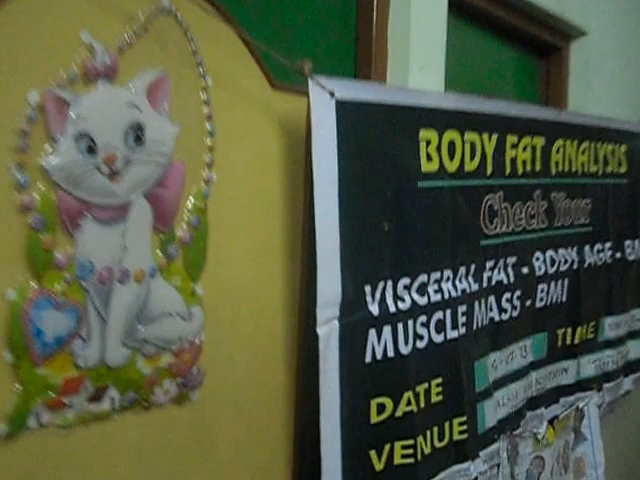 BODY FAT ANALYSIS
Check Your
VISCERAL FAT - BODY AGE -
MUSCLE MASS - BMI
DATE TIME
VENUE